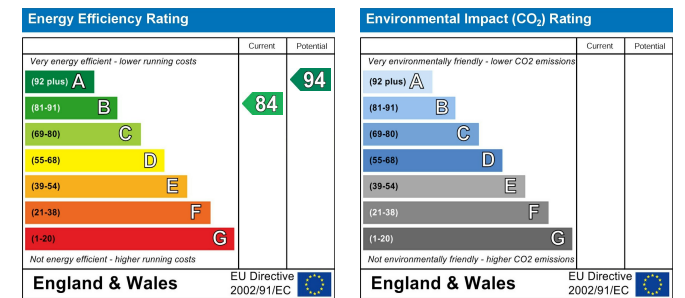 Energy Efficiency Rating
Current Potential
Very energy efficient - lower running costs
(92 plus) A
94
(81-91) B
84
(69-80) C
(55-68) D
(39-54) E
(21-38) F
(1-20) G
Not energy efficient - higher running costs
England & Wales
EU Directive
2002/91/EC
Environmental Impact (CO₂) Rating
Current Potential
Very environmentally friendly - lower CO2 emissions
(92 plus) A
(81-91) B
(69-80) C
(55-68) D
(39-54) E
(21-38) F
(1-20) G
Not environmentally friendly - higher CO2 emissions
England & Wales
EU Directive
2002/91/EC